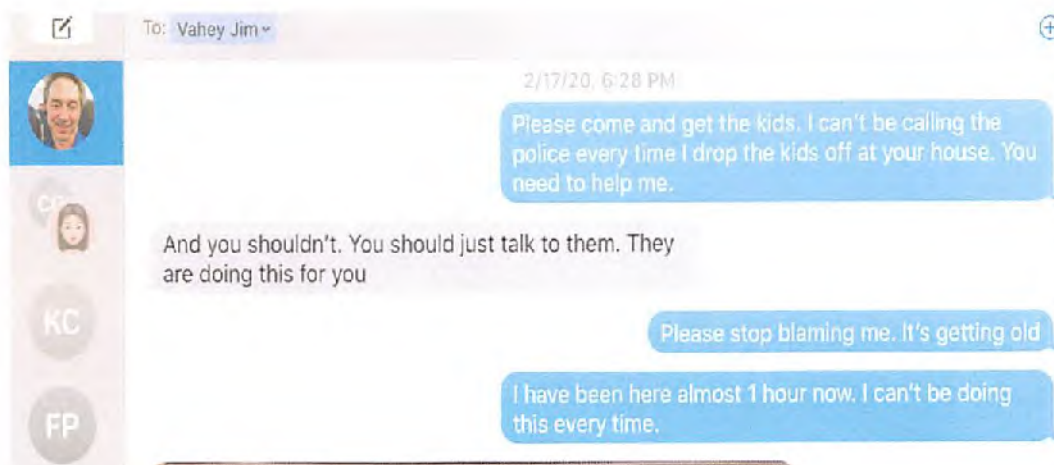 To: Vahey Jim
2/17/20, 6:28 PM
Please come and get the kids. I can't be calling the
police every time I drop the kids off at your house. You
need to help me.
And you shouldn't. You should just talk to them. They
are doing this for you
Please stop blaming me. It's getting old
I have been here almost 1 hour now. I can't be doing
this every time.
KC
FP